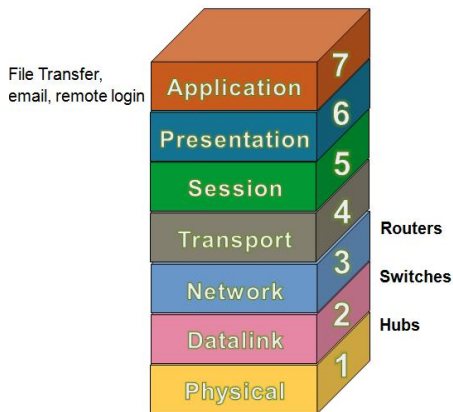 7
File Transfer,
email, remote login
Application
6
Presentation
5
Session
4
Transport
Routers
3
Network
Switches
2
Datalink
Hubs
1
Physical